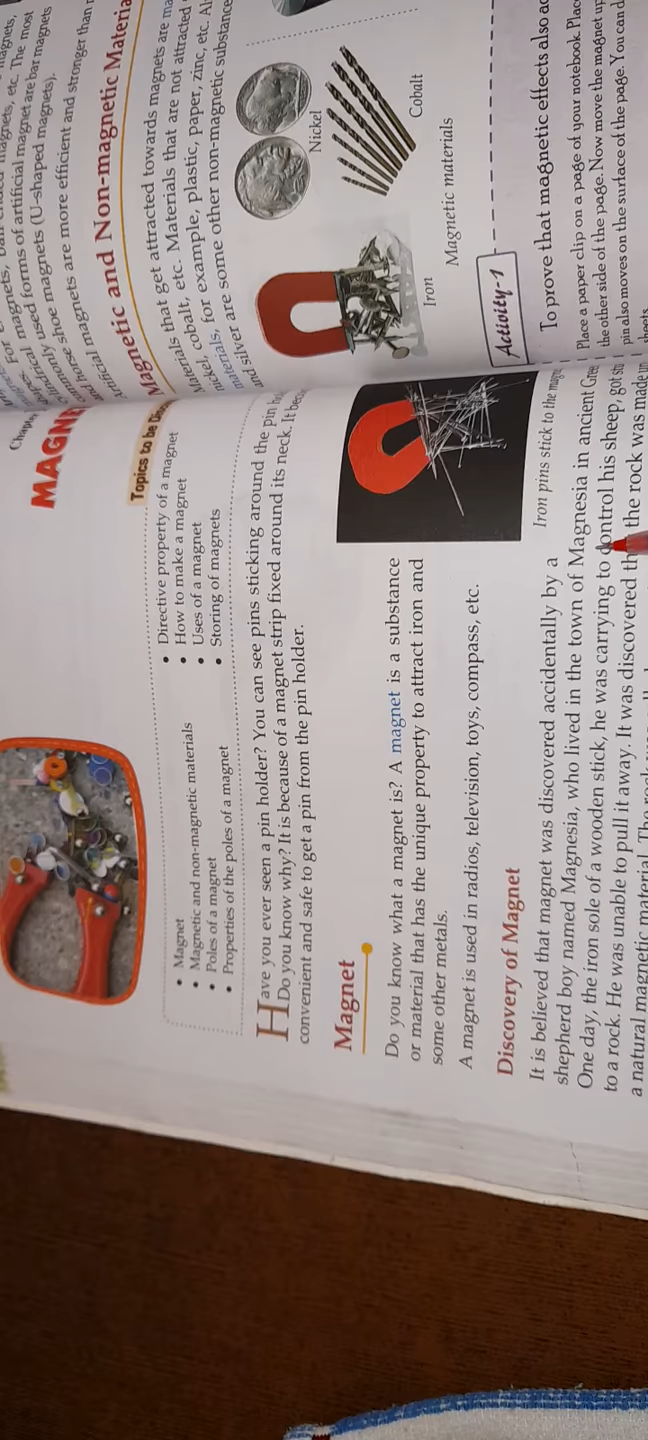 Chapter
MAGNE
Topics to be
• Magnet
• Magnetic and non-magnetic materials
• Poles of a magnet
• Properties of the poles of a magnet
• Directive property of a magnet
• How to make a magnet
• Uses of a magnet
• Storing of magnets
Have you ever seen a pin holder? You can see pins sticking around the pin
Do you know why? It is because of a magnet strip fixed around its neck. It
convenient and safe to get a pin from the pin holder.
Magnet
Do you know what a magnet is? A magnet is a substance
or material that has the unique property to attract iron and
some other metals.
A magnet is used in radios, television, toys, compass, etc.
Iron pins stick to the
Discovery of Magnet
It is believed that magnet was discovered accidentally by a
shepherd boy named Magnesia, who lived in the town of Magnesia in ancient
One day, the iron sole of a wooden stick, he was carrying to control his sheep, got
to a rock. He was unable to pull it away. It was discovered the rock was made
a natural magnetic material. The rock
magnets,
magnets, etc. The most
For magnets,
used forms of artificial magnet are bar magnets
shoe magnets (U-shaped magnets).
magnets are more efficient and stronger than
Magnetic and Non-magnetic Materia
Materials that get attracted towards magnets are
nickel, cobalt, etc. Materials that are not attracted
materials, for example, plastic, paper, zinc, etc.
and silver are some other non-magnetic substance
Iron
Nickel
Cobalt
Magnetic materials
Activity-1
To prove that magnetic effects also
Place a paper clip on a page of your notebook. Place
the other side of the page. Now move the magnet up
pin also moves on the surface of the page. You can
sheets